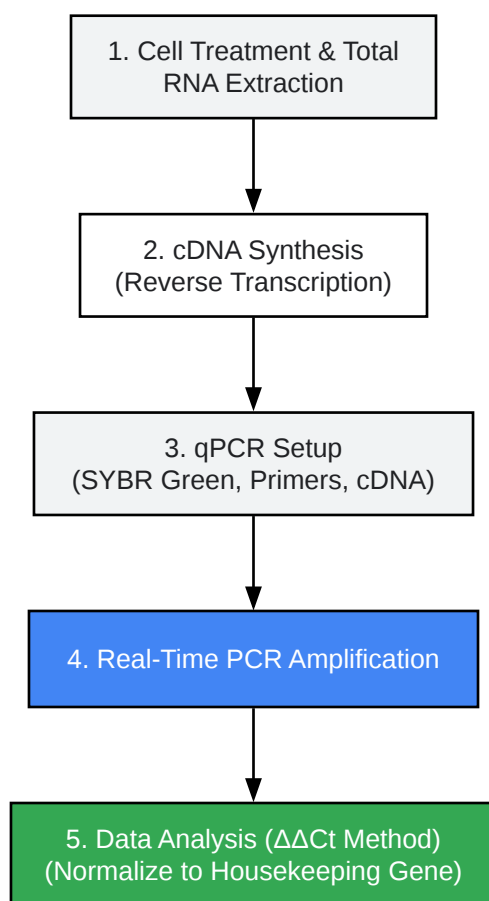 1. Cell Treatment & Total
RNA Extraction
2. cDNA Synthesis
(Reverse Transcription)
3. qPCR Setup
(SYBR Green, Primers, cDNA)
4. Real-Time PCR Amplification
5. Data Analysis (ΔΔCt Method)
(Normalize to Housekeeping Gene)